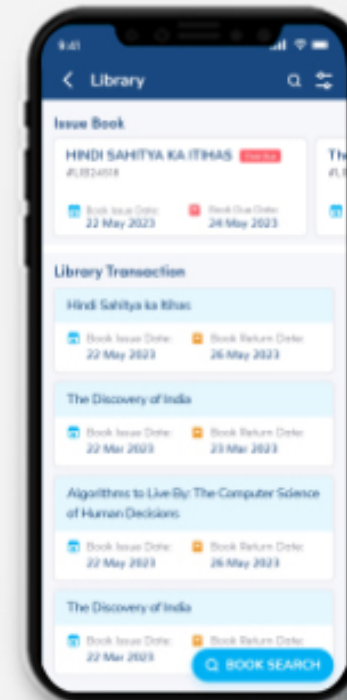 9:41
Library
Issue Book
HINDI SAHITYA KA ITIHAS
Th
Book Issue Date: Book Due Date:
22 May 2023 24 May 2023
Library Transaction
Hindi Sahitya ka Itihas
Book Issue Date: Book Return Date:
22 May 2023 26 May 2023
The Discovery of India
Book Issue Date: Book Return Date:
22 Mar 2023 23 Mar 2023
Algorithms to Live By: The Computer Science
of Human Decisions
Book Issue Date: Book Return Date:
22 May 2023 26 May 2023
The Discovery of India
Book Issue Date: Book Return Date:
22 Mar 2023
BOOK SEARCH